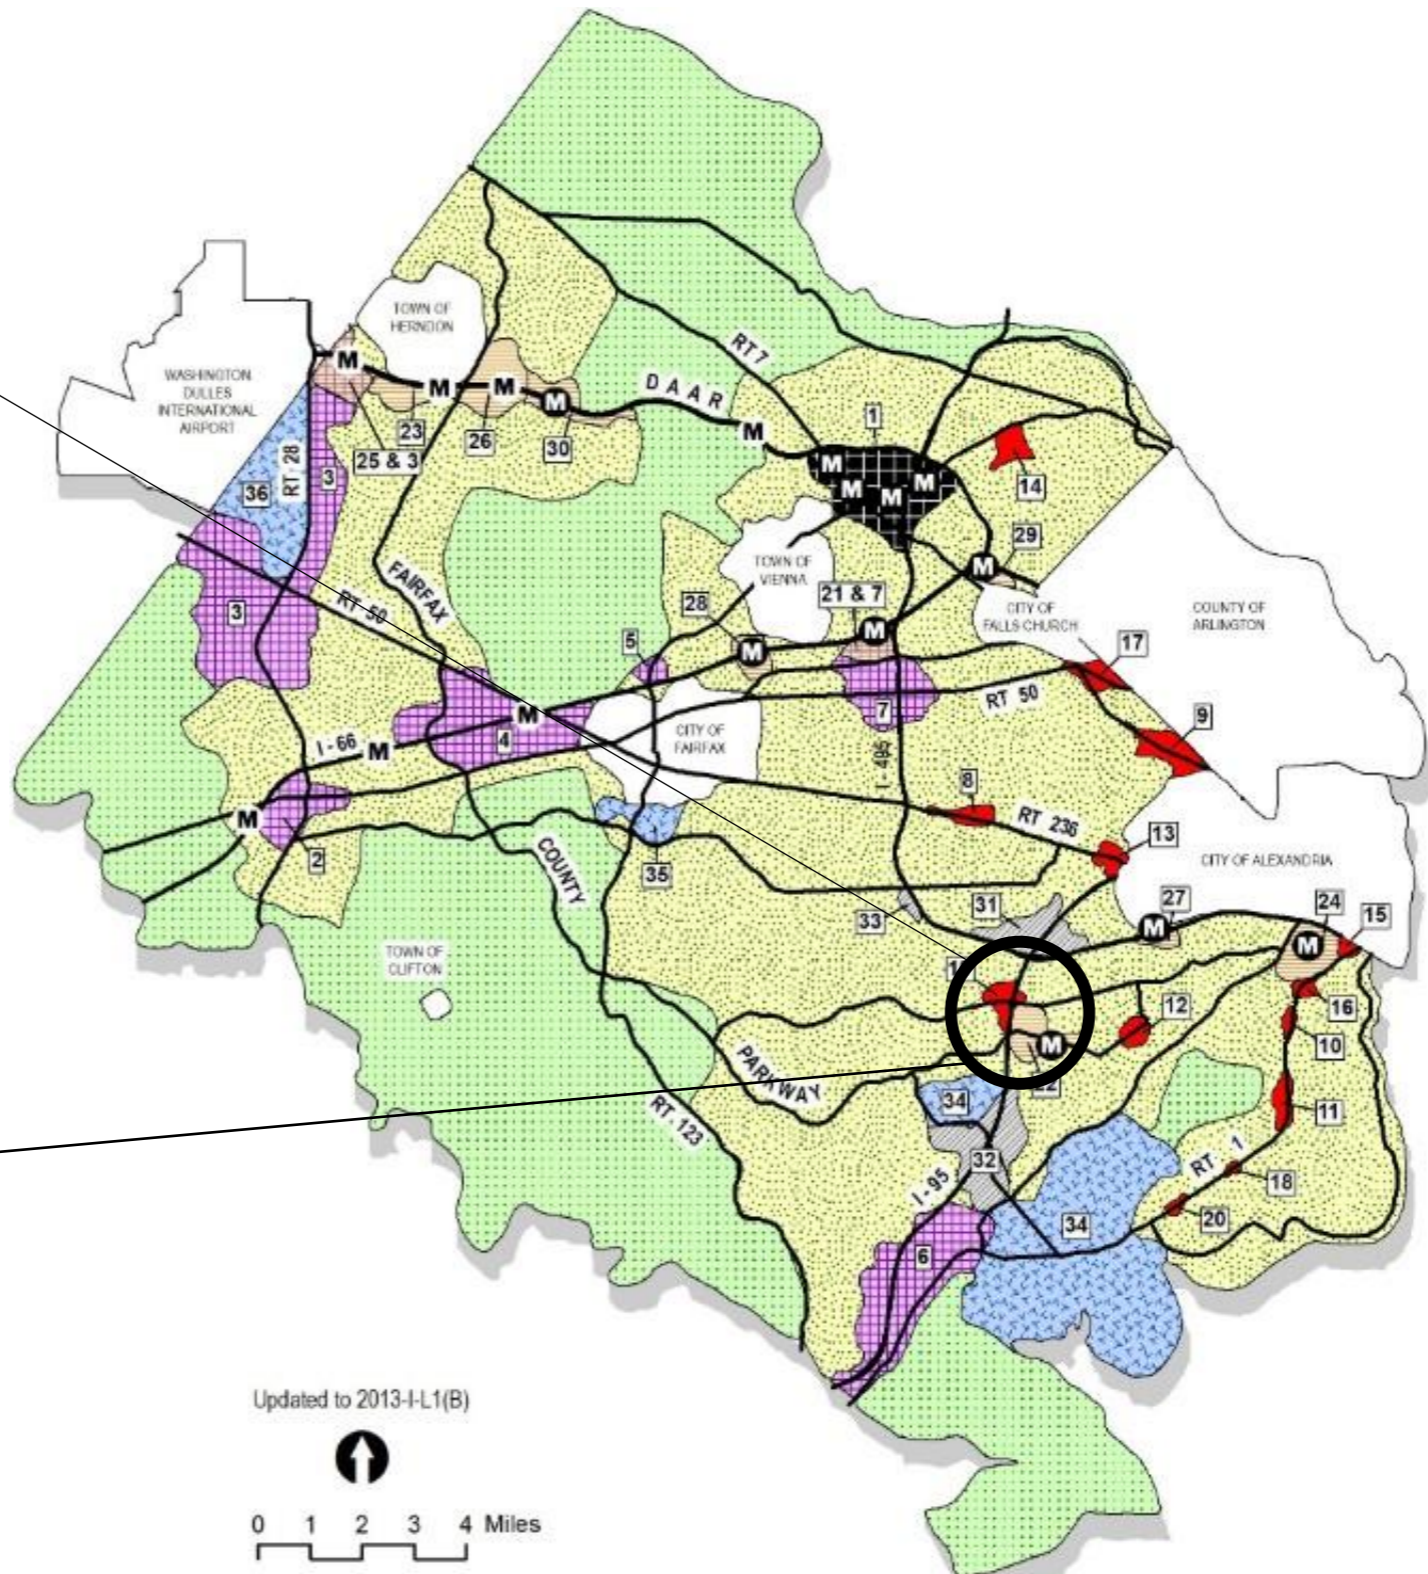 TOWN OF
HERNDON
WASHINGTON
DULLES
INTERNATIONAL
AIRPORT
M
M
M
M
RT 7
DAAR
M
1
M
M
M
M
23
26
30
25 & 3
3
RT 28
36
14
29
M
TOWN OF
VIENNA
CITY OF
FALLS CHURCH
COUNTY OF
ARLINGTON
FAIRFAX
RT 50
3
28
21 & 7
M
M
5
17
RT 50
7
9
M
4
CITY OF
FAIRFAX
I-66
M
I-495
8
RT 236
13
M
2
COUNTY
35
CITY OF ALEXANDRIA
33
31
27
24
15
M
M
TOWN OF
CLIFTON
12
16
10
M
PARKWAY
34
11
RT. 123
32
RT 1
18
I-95
34
20
6
Updated to 2013-I-L1(B)
0 1 2 3 4 Miles